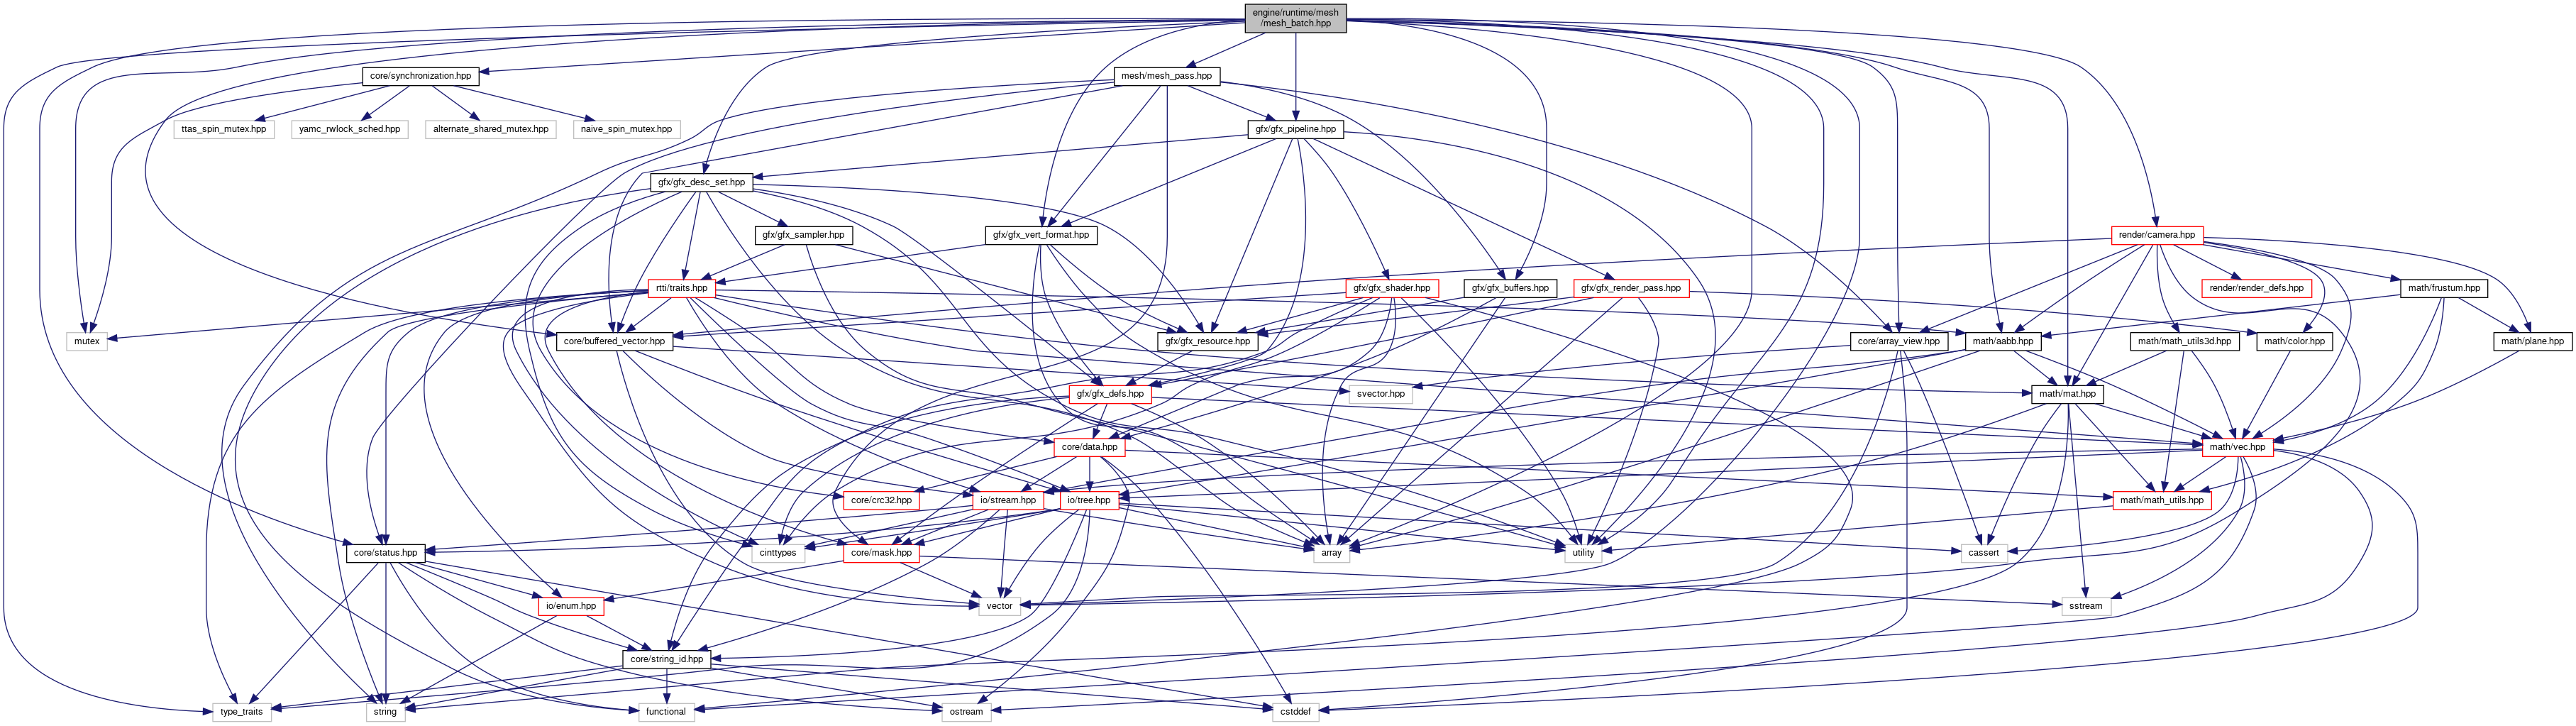 engine/runtime/mesh
/mesh_batch.hpp
core/synchronization.hpp
mesh/mesh_pass.hpp
ttas_spin_mutex.hpp
yamc_rwlock_sched.hpp
alternate_shared_mutex.hpp
naive_spin_mutex.hpp
gfx/gfx_pipeline.hpp
gfx/gfx_desc_set.hpp
gfx/gfx_sampler.hpp
gfx/gfx_vert_format.hpp
render/camera.hpp
rtti/traits.hpp
gfx/gfx_shader.hpp
gfx/gfx_buffers.hpp
gfx/gfx_render_pass.hpp
render/render_defs.hpp
math/frustum.hpp
mutex
core/buffered_vector.hpp
gfx/gfx_resource.hpp
core/array_view.hpp
math/aabb.hpp
math/math_utils3d.hpp
math/color.hpp
math/plane.hpp
gfx/gfx_defs.hpp
svector.hpp
math/mat.hpp
core/data.hpp
math/vec.hpp
core/crc32.hpp
io/stream.hpp
io/tree.hpp
math/math_utils.hpp
core/status.hpp
cinttypes
core/mask.hpp
array
utility
cassert
io/enum.hpp
vector
sstream
core/string_id.hpp
type_traits
string
functional
ostream
cstddef